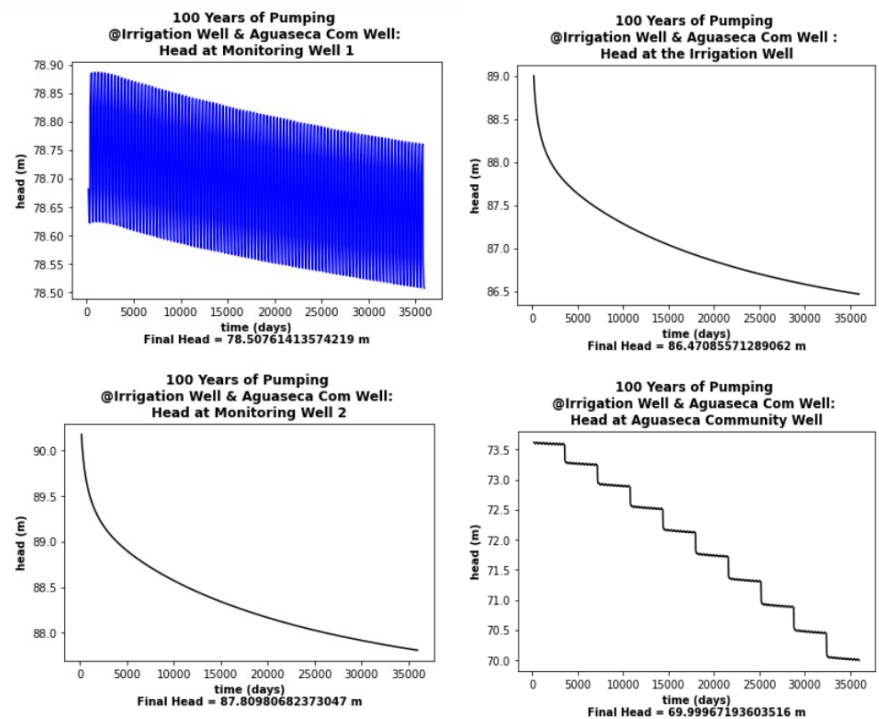 100 Years of Pumping
@Irrigation Well & Aguaseca Com Well:
Head at Monitoring Well 1
78.90
78.85
78.80
78.75
78.70
78.65
78.60
78.55
78.50
head (m)
0 5000 10000 15000 20000 25000 30000 35000
time (days)
Final Head = 78.50761413574219 m
100 Years of Pumping
@Irrigation Well & Aguaseca Com Well :
Head at the Irrigation Well
89.0
88.5
88.0
87.5
87.0
86.5
head (m)
0 5000 10000 15000 20000 25000 30000 35000
time (days)
Final Head = 86.47085571289062 m
100 Years of Pumping
@Irrigation Well & Aguaseca Com Well:
Head at Monitoring Well 2
90.0
89.5
89.0
88.5
88.0
head (m)
0 5000 10000 15000 20000 25000 30000 35000
time (days)
Final Head = 87.80980682373047 m
100 Years of Pumping
@Irrigation Well & Aguaseca Com Well:
Head at Aguaseca Community Well
73.5
73.0
72.5
72.0
71.5
71.0
70.5
70.0
head (m)
0 5000 10000 15000 20000 25000 30000 35000
time (days)
Final Head = 69.99967193603516 m